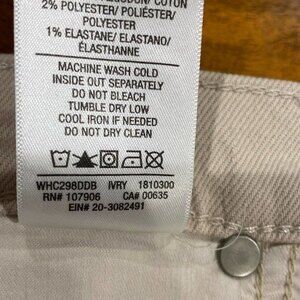 2% POLYESTER/ POLIÉSTER/
POLYESTER
1% ELASTANE/ ELASTANO/
ÉLASTHANNE
MACHINE WASH COLD
INSIDE OUT SEPARATELY
DO NOT BLEACH
TUMBLE DRY LOW
COOL IRON IF NEEDED
DO NOT DRY CLEAN
WHC298DDB IVRY 1810300
RN# 107906 CA# 00635
EIN# 20-3082491